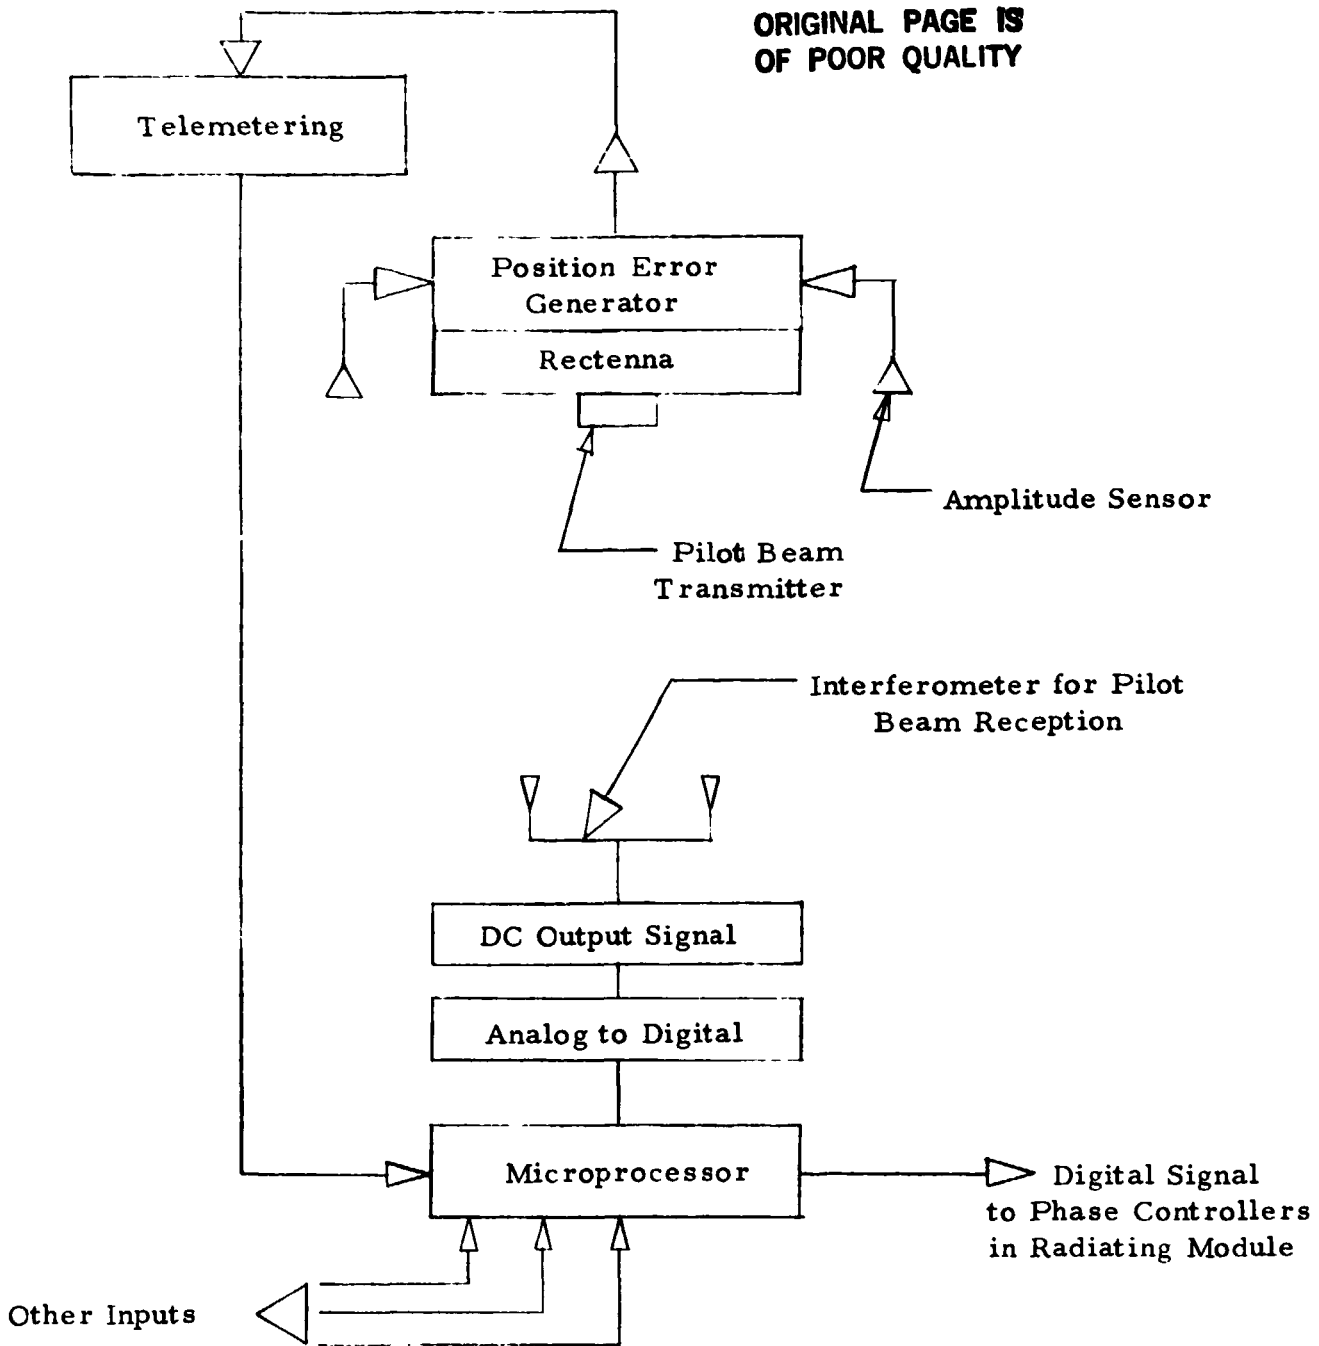 ORIGINAL PAGE IS
OF POOR QUALITY
Telemetering
Position Error
Generator
Rectenna
Amplitude Sensor
Pilot Beam
Transmitter
Interferometer for Pilot
Beam Reception
DC Output Signal
Analog to Digital
Microprocessor
Digital Signal
to Phase Controllers
in Radiating Module
Other Inputs